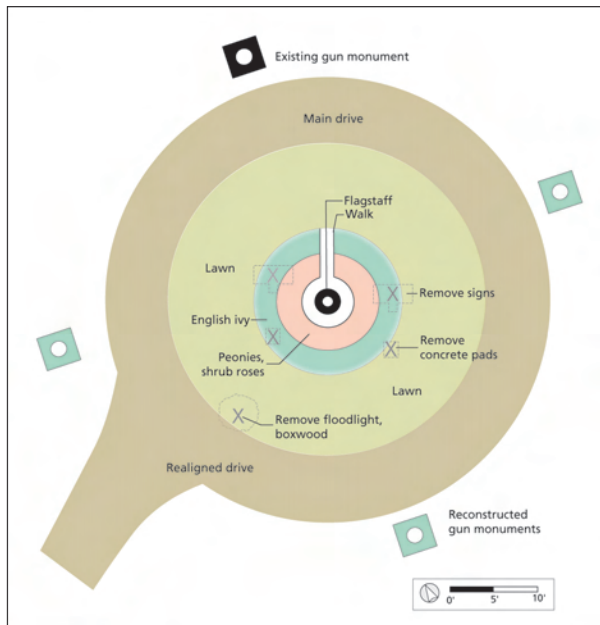 Existing gun monument
Main drive
Flagstaff
Walk
Lawn
Remove signs
English ivy
Remove
concrete pads
Peonies,
shrub roses
Lawn
Remove floodlight,
boxwood
Realigned drive
Reconstructed
gun monuments
0' 5' 10'